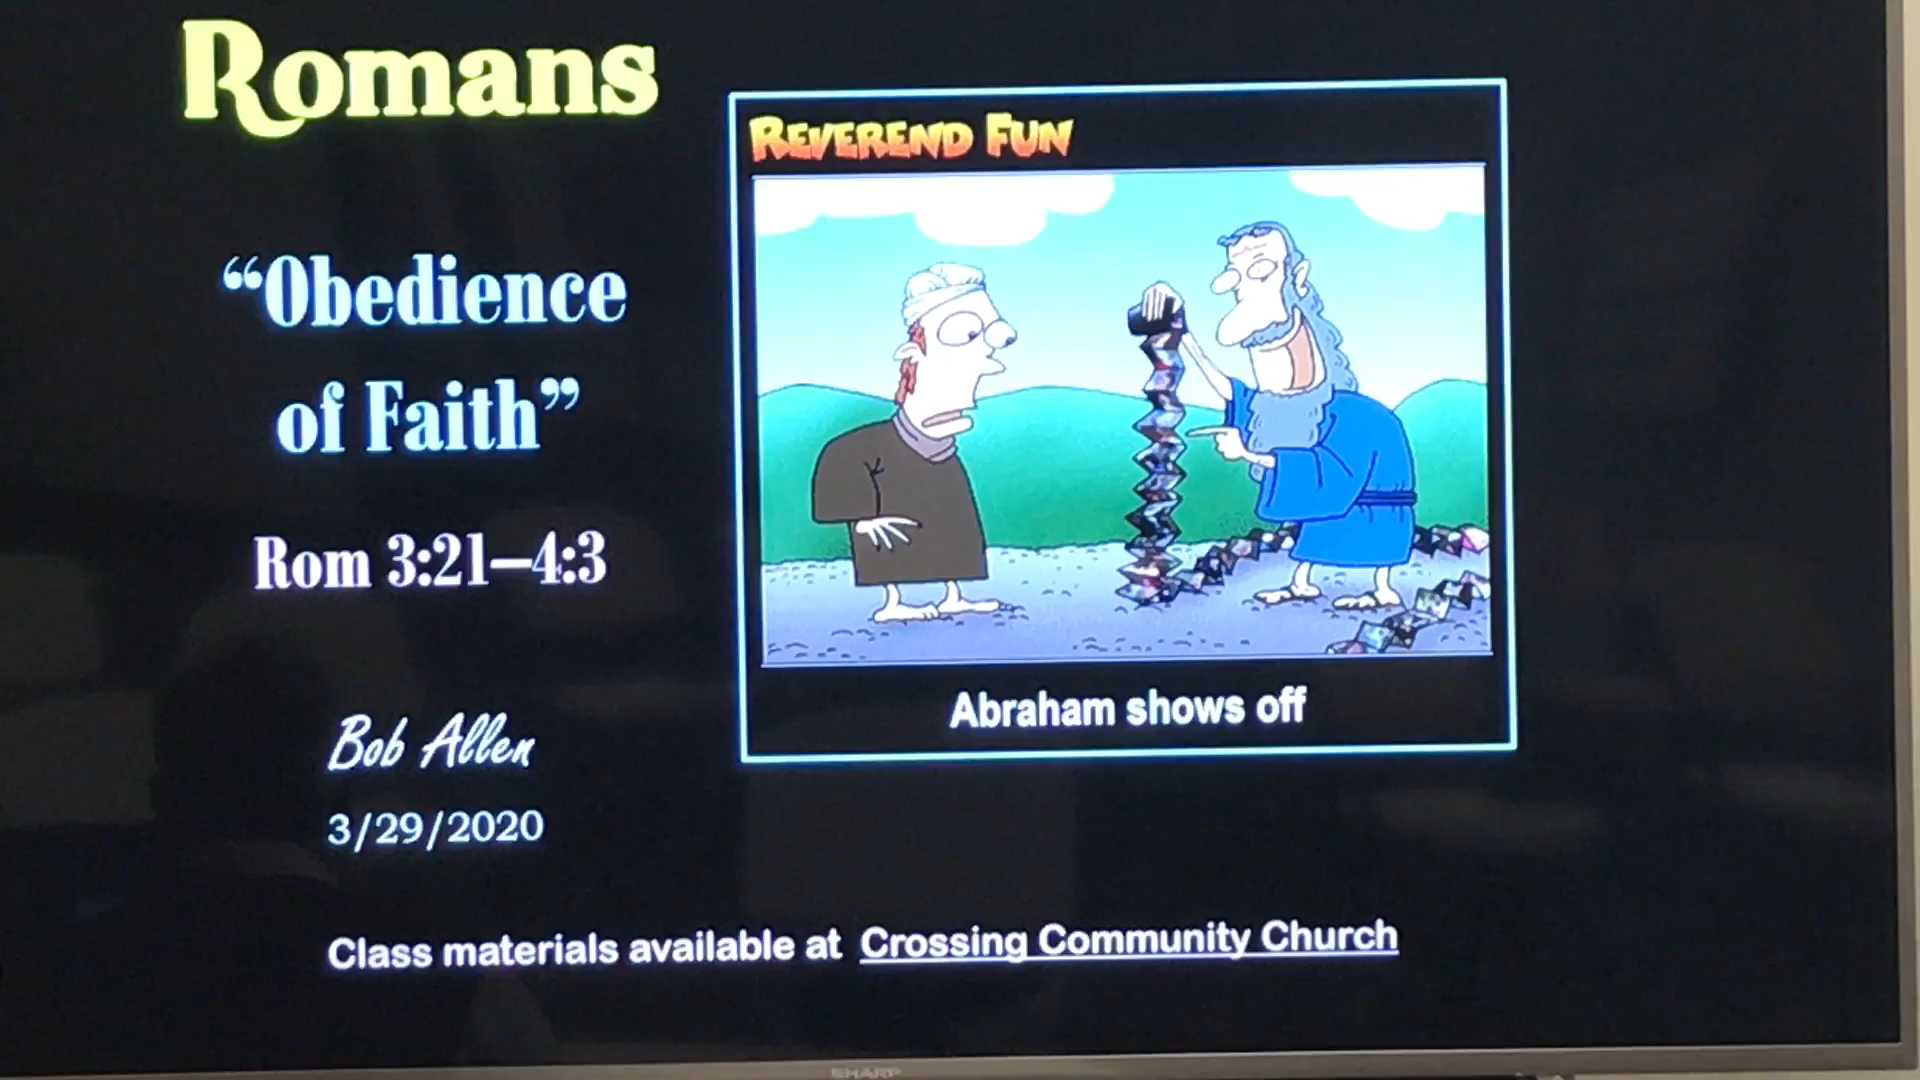 Romans
“Obedience
of Faith”
Rom 3:21–4:3
Bob Allen
3/29/2020
REVEREND FUN
Abraham shows off
Class materials available at Crossing Community Church
SHARP